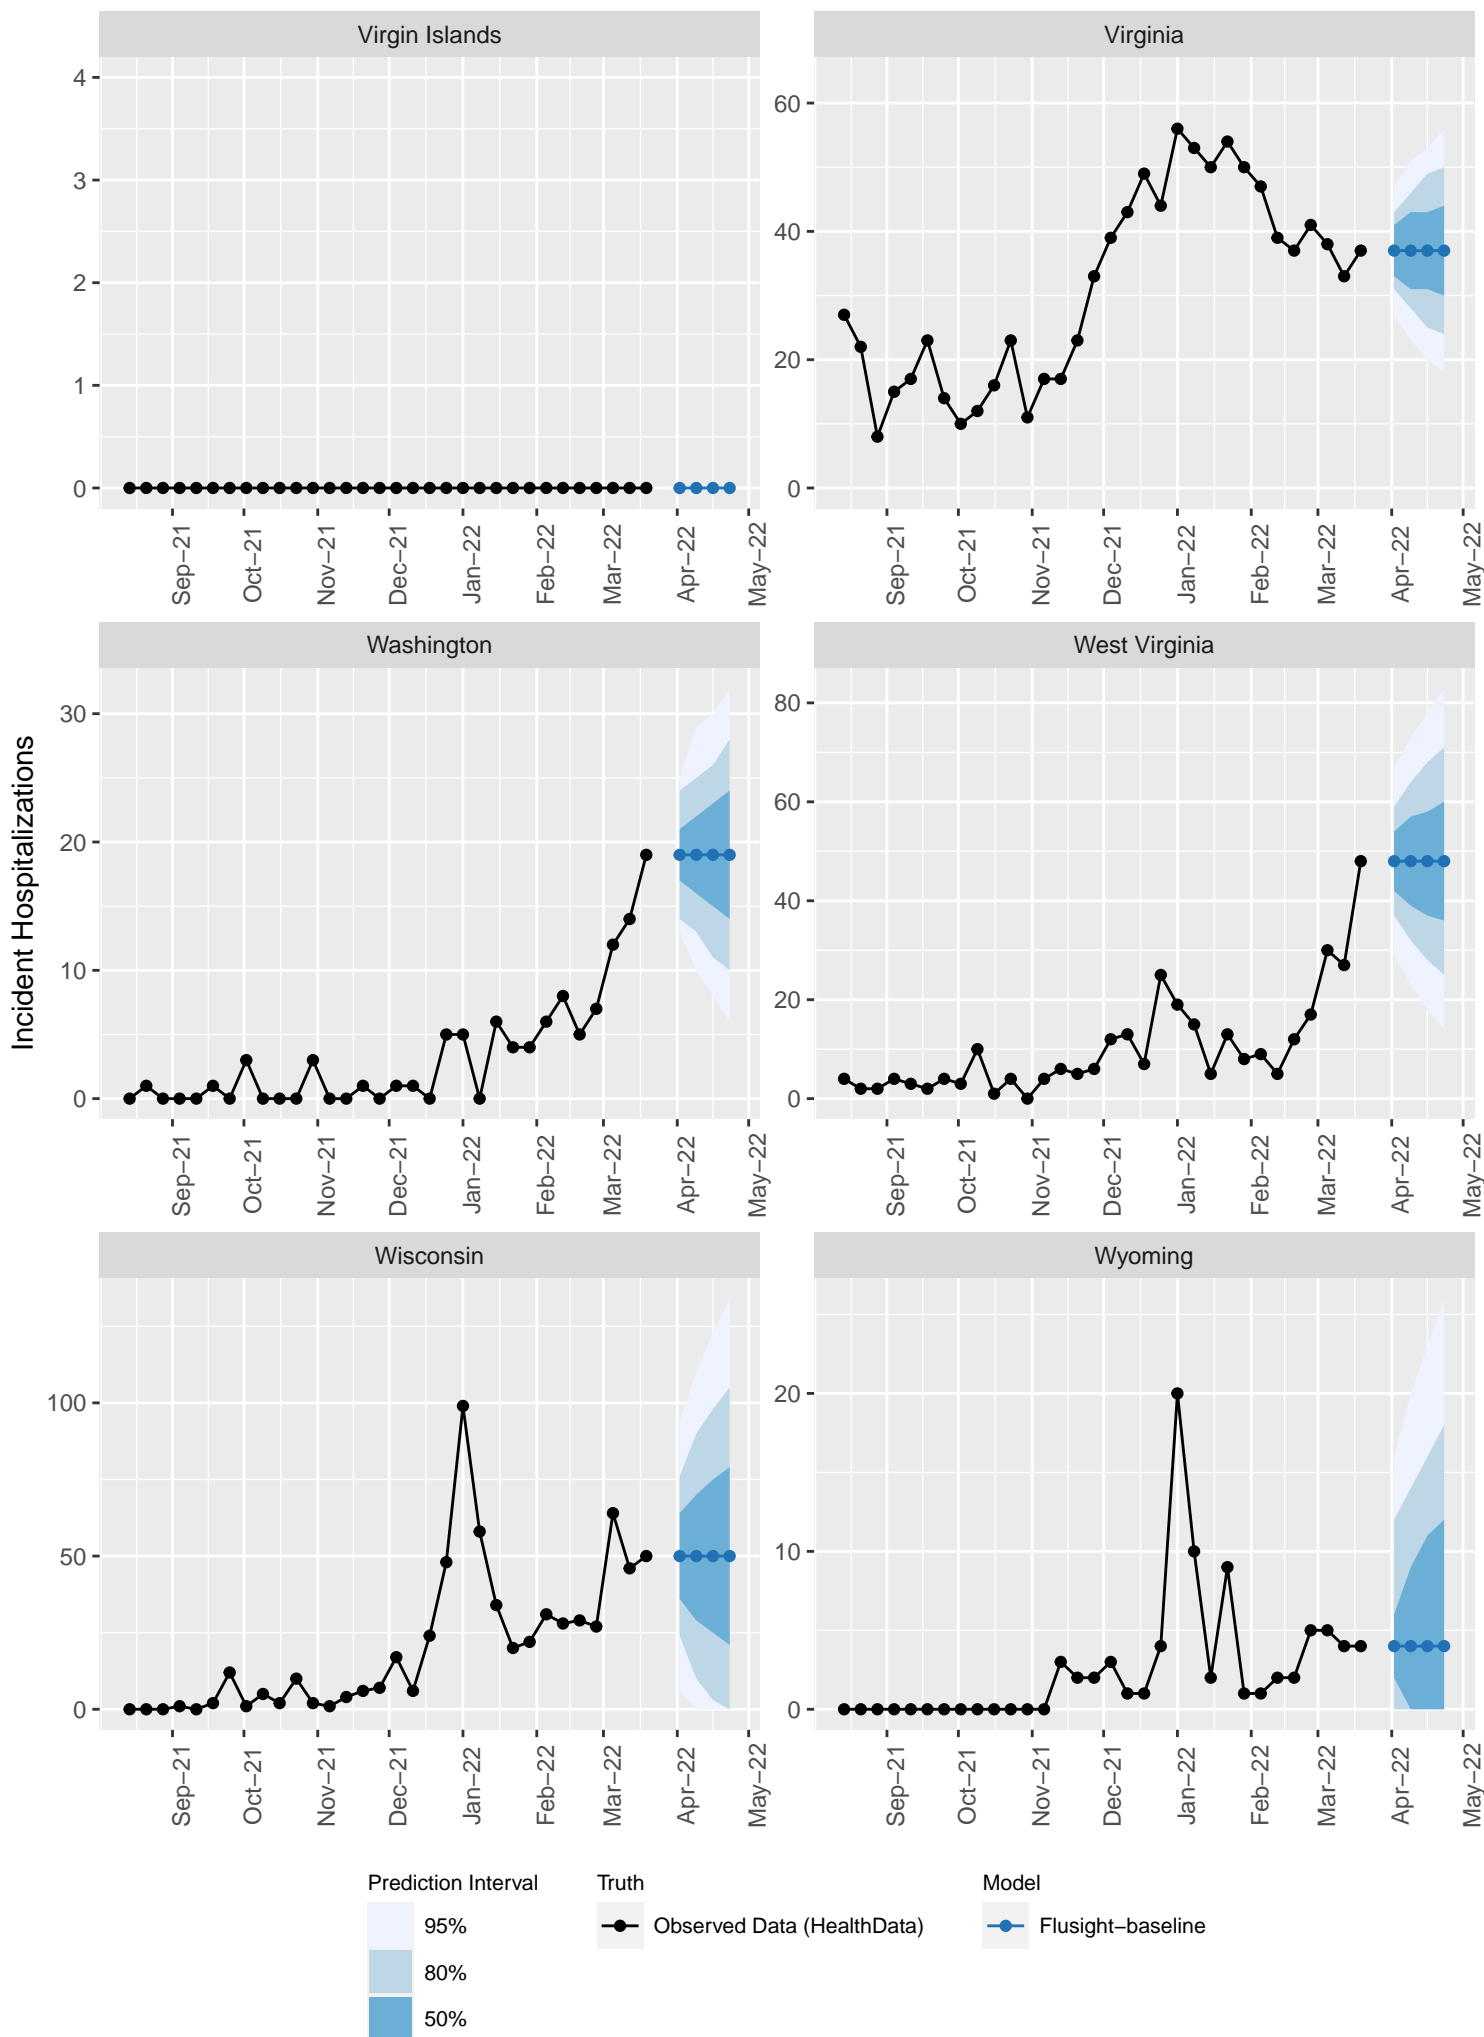 Virgin Islands
Virginia
4
3
2
1
0
60
40
20
0
Sep−21
Oct−21
Nov−21
Dec−21
Jan−22
Feb−22
Mar−22
Apr−22
May−22
Sep−21
Oct−21
Nov−21
Dec−21
Jan−22
Feb−22
Mar−22
Apr−22
May−22
Incident Hospitalizations
Washington
West Virginia
30
20
10
0
80
60
40
20
0
Sep−21
Oct−21
Nov−21
Dec−21
Jan−22
Feb−22
Mar−22
Apr−22
May−22
Sep−21
Oct−21
Nov−21
Dec−21
Jan−22
Feb−22
Mar−22
Apr−22
May−22
Wisconsin
Wyoming
100
50
0
20
10
0
Sep−21
Oct−21
Nov−21
Dec−21
Jan−22
Feb−22
Mar−22
Apr−22
May−22
Sep−21
Oct−21
Nov−21
Dec−21
Jan−22
Feb−22
Mar−22
Apr−22
May−22
Prediction Interval
95%
80%
50%
Truth
Observed Data (HealthData)
Model
Flusight−baseline